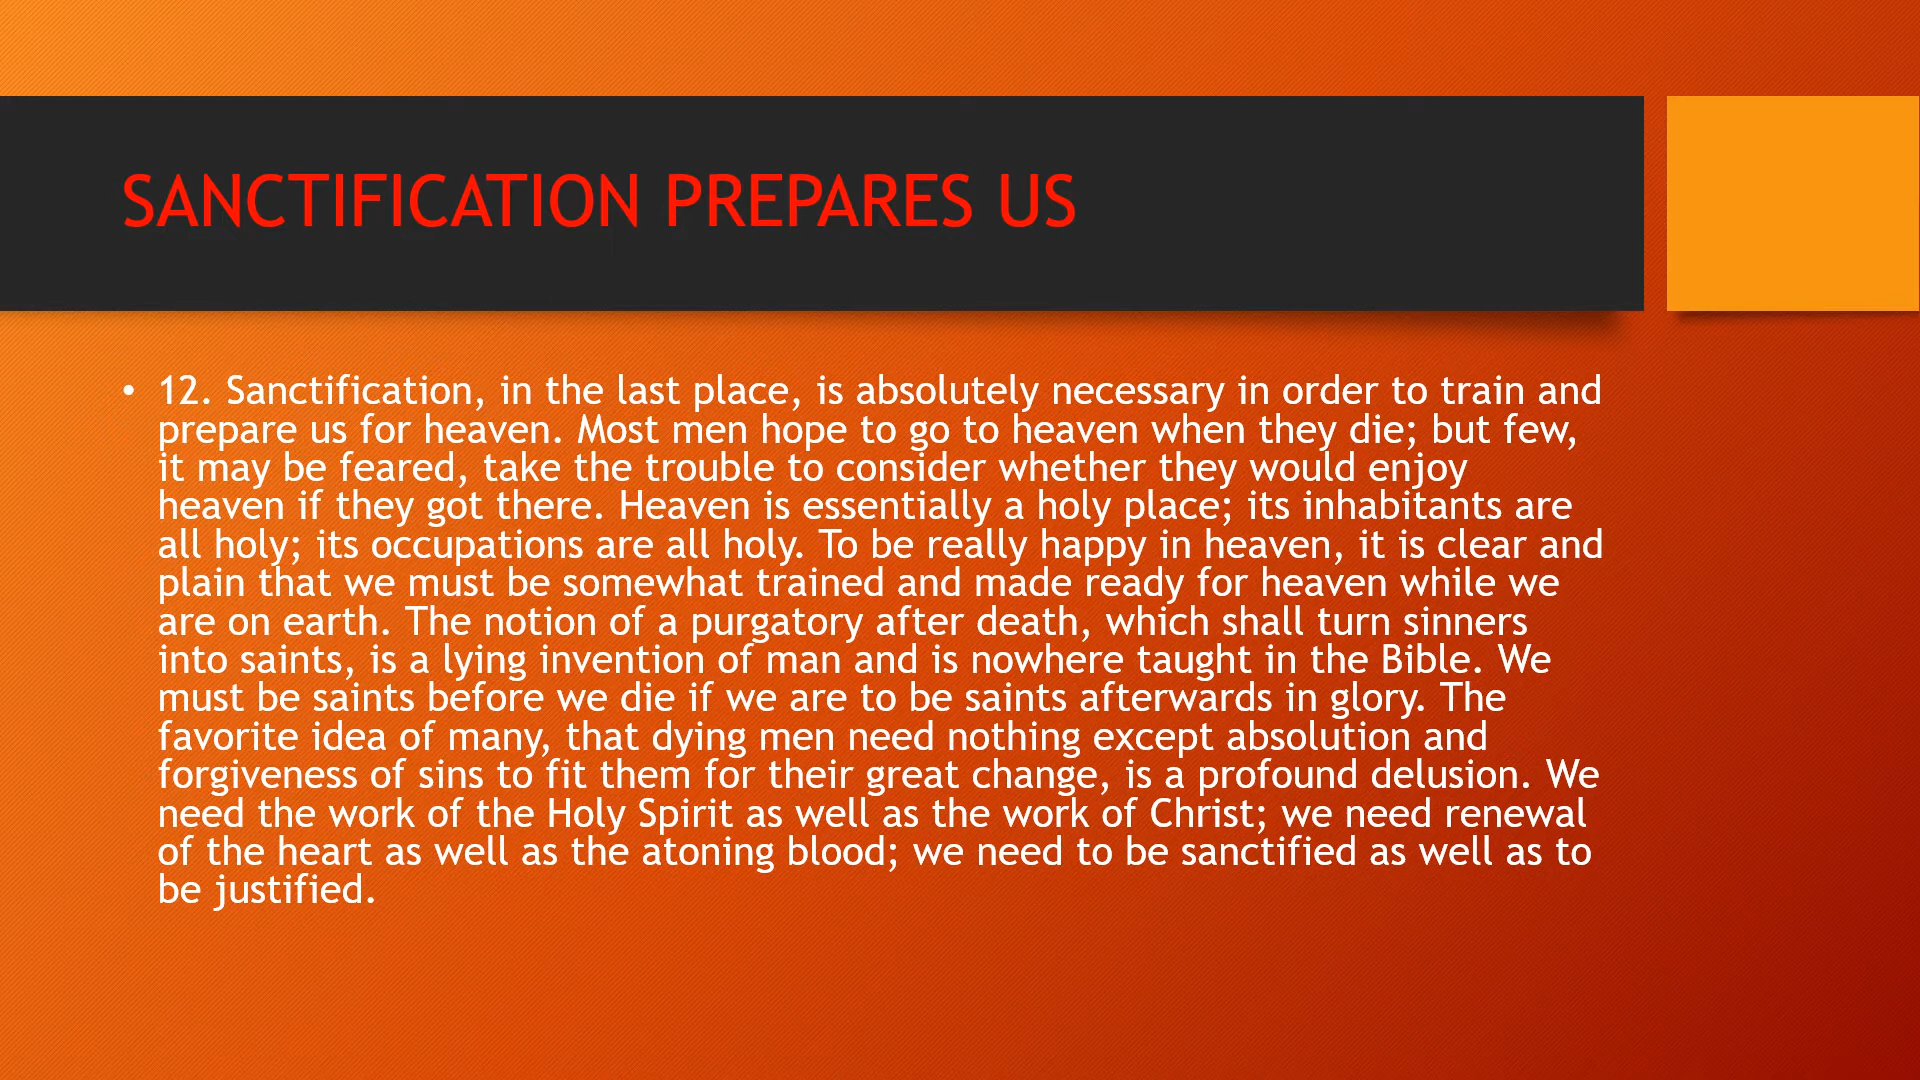 SANCTIFICATION PREPARES US
• 12. Sanctification, in the last place, is absolutely necessary in order to train and
prepare us for heaven. Most men hope to go to heaven when they die; but few,
it may be feared, take the trouble to consider whether they would enjoy
heaven if they got there. Heaven is essentially a holy place; its inhabitants are
all holy; its occupations are all holy. To be really happy in heaven, it is clear and
plain that we must be somewhat trained and made ready for heaven while we
are on earth. The notion of a purgatory after death, which shall turn sinners
into saints, is a lying invention of man and is nowhere taught in the Bible. We
must be saints before we die if we are to be saints afterwards in glory. The
favorite idea of many, that dying men need nothing except absolution and
forgiveness of sins to fit them for their great change, is a profound delusion. We
need the work of the Holy Spirit as well as the work of Christ; we need renewal
of the heart as well as the atoning blood; we need to be sanctified as well as to
be justified.